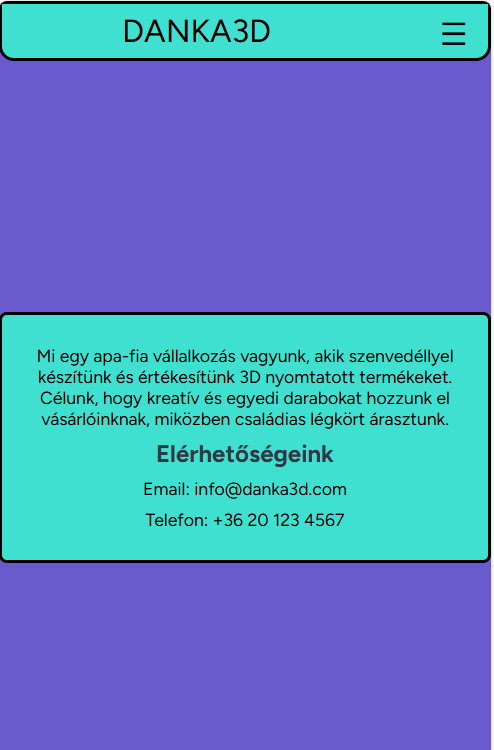 DANKA3D
Mi egy apa-fia vállalkozás vagyunk, akik szenvedéllyel
készítünk és értékesítünk 3D nyomtatott termékeket.
Célunk, hogy kreatív és egyedi darabokat hozzunk el
vásárlóinknak, miközben családias légkört árasztunk.
Elérhetőségeink
Email: info@danka3d.com
Telefon: +36 20 123 4567